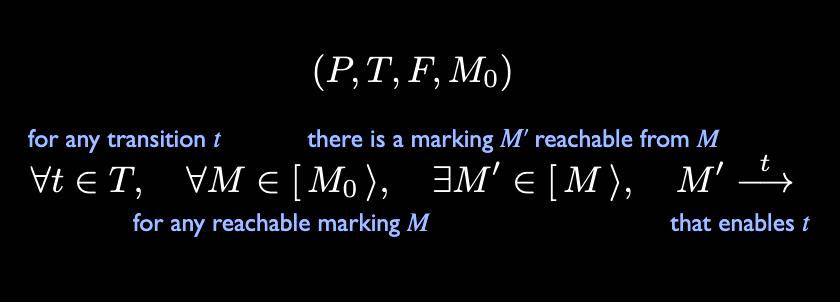 (P, T, F, M₀)
for any transition t there is a marking M′ reachable from M
∀t ∈ T, ∀M ∈ [ M₀ ⟩, ∃M′ ∈ [ M ⟩, M′ —t→
for any reachable marking M that enables t